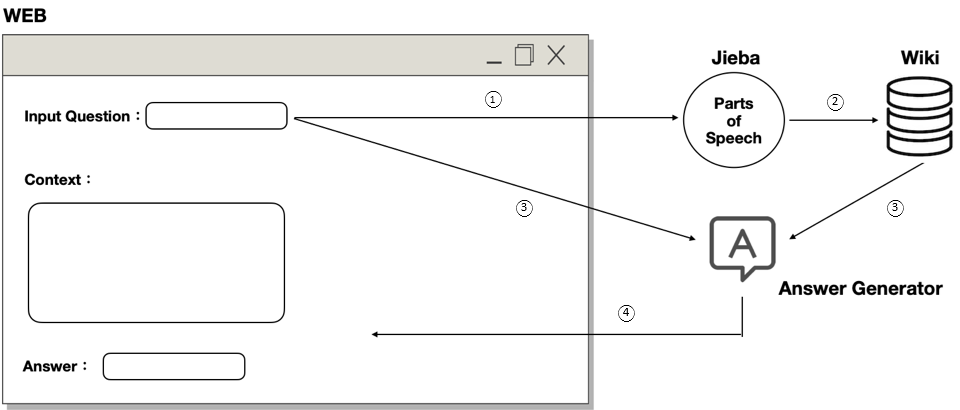 WEB
Jieba
Wiki
Input Question：
①
Parts
of
Speech
②
Context：
③
③
A
Answer Generator
④
Answer：